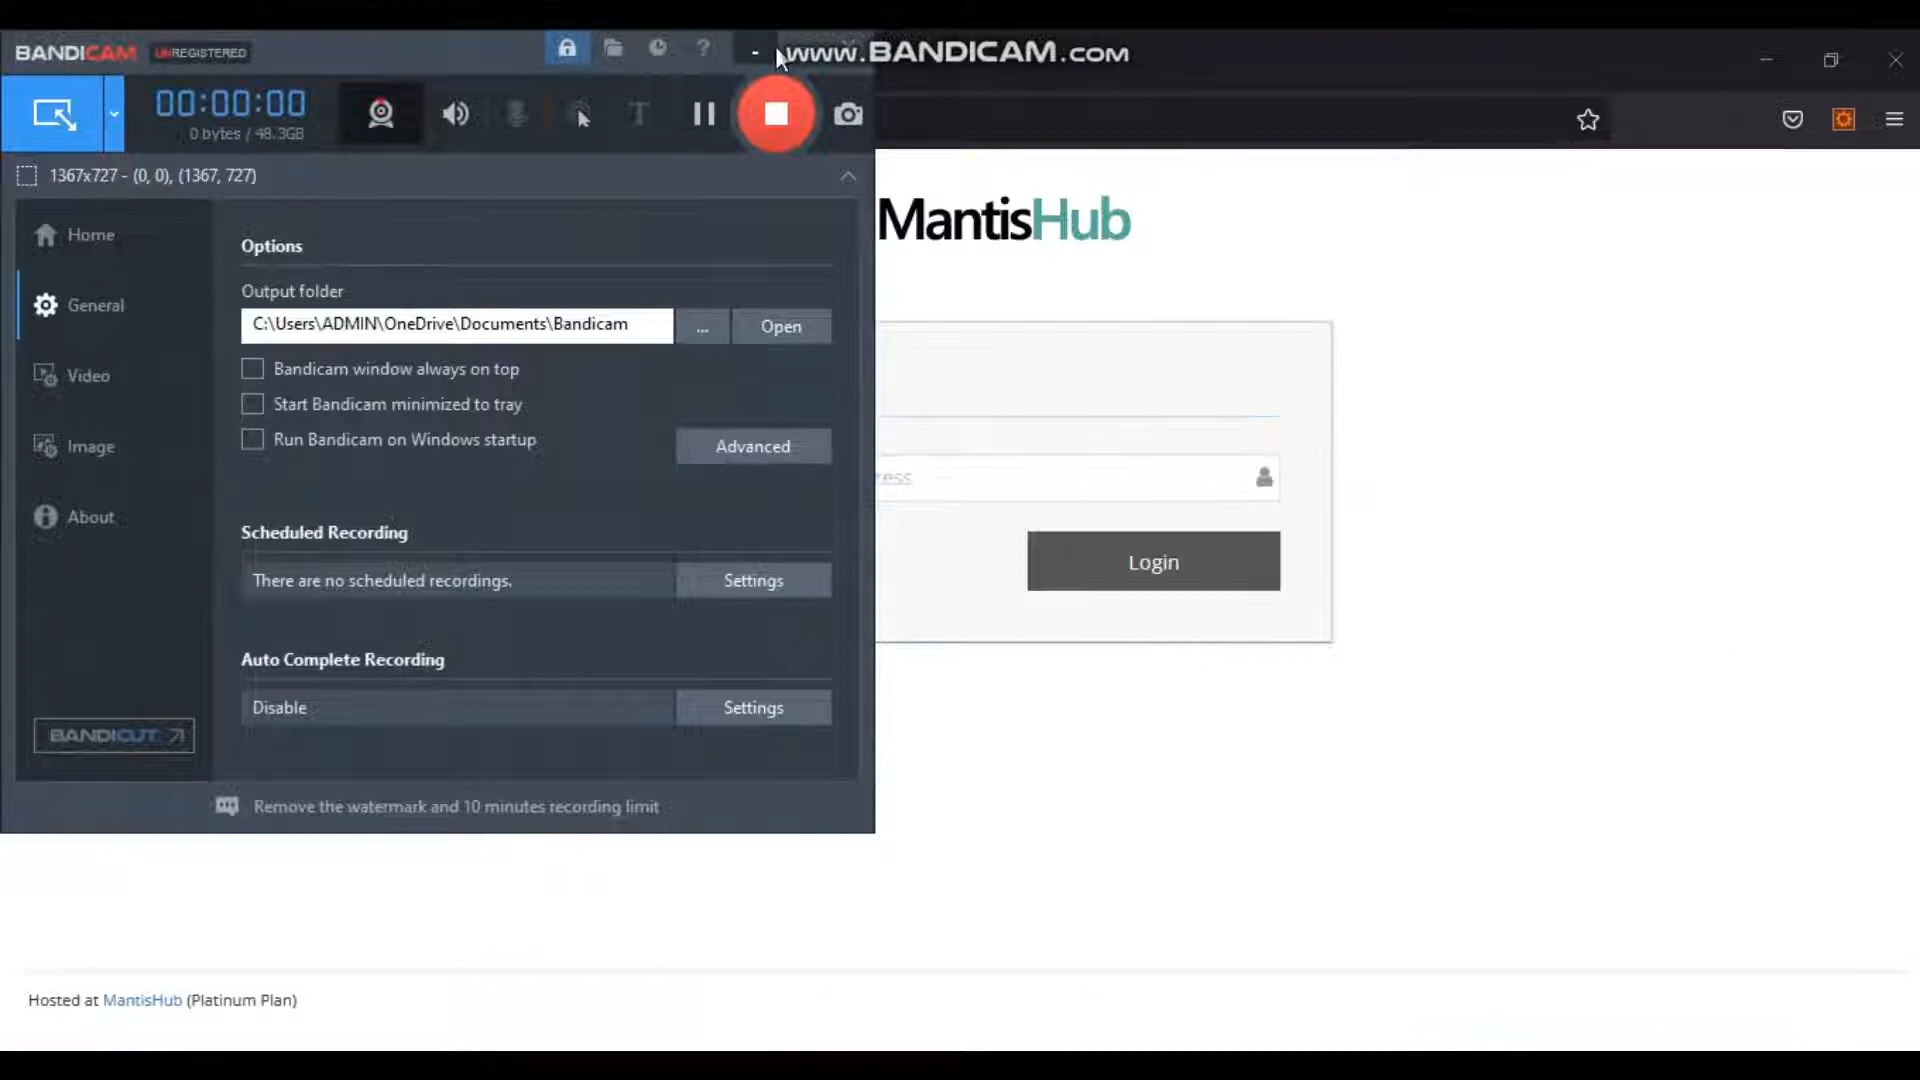 BANDICAM UNREGISTERED
?
-
www.BANDICAM.com
00:00:00
0 bytes / 48.3GB
T
1367x727 - (0, 0), (1367, 727)
MantisHub
Home
General
Video
Image
About
BANDICUT
Options
Output folder
C:\Users\ADMIN\OneDrive\Documents\Bandicam
...
Open
Bandicam window always on top
Start Bandicam minimized to tray
Run Bandicam on Windows startup
Advanced
Scheduled Recording
There are no scheduled recordings.
Settings
Auto Complete Recording
Disable
Settings
Remove the watermark and 10 minutes recording limit
Login
Hosted at MantisHub (Platinum Plan)